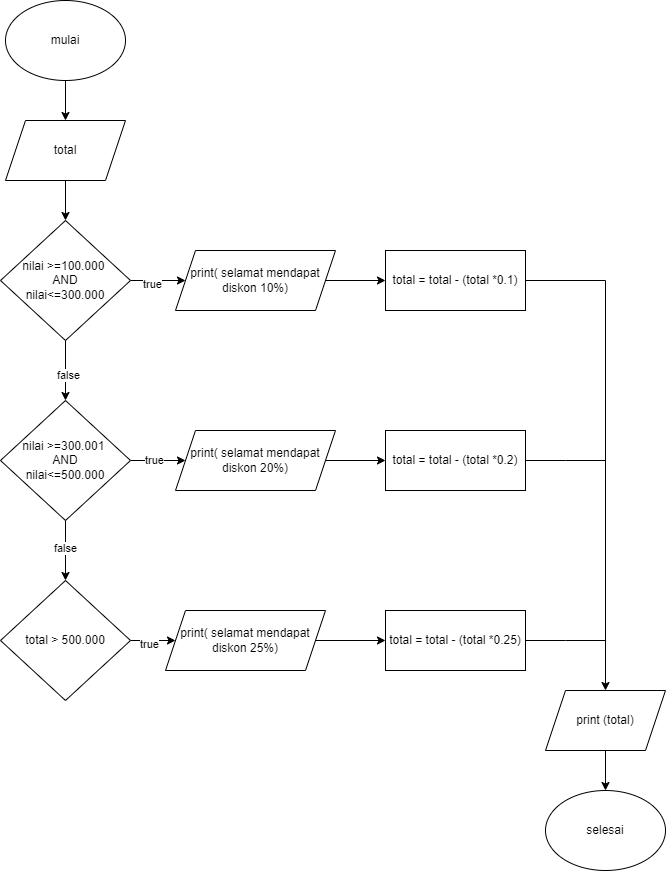 mulai
total
nilai >=100.000
AND
nilai<=300.000
true
print( selamat mendapat
diskon 10%)
total = total - (total *0.1)
false
nilai >=300.001
AND
nilai<=500.000
true
print( selamat mendapat
diskon 20%)
total = total - (total *0.2)
false
total > 500.000
true
print( selamat mendapat
diskon 25%)
total = total - (total *0.25)
print (total)
selesai